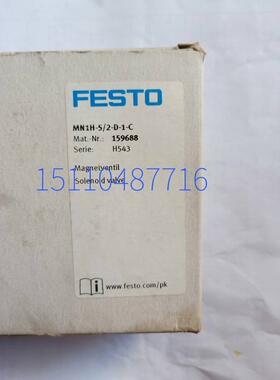 FESTO
MN1H-5/2-D-1-C
Mat.-Nr.: 159688
Serie: H543
Magnetventil
Solenoid valve
15110487716
www.festo.com/pk